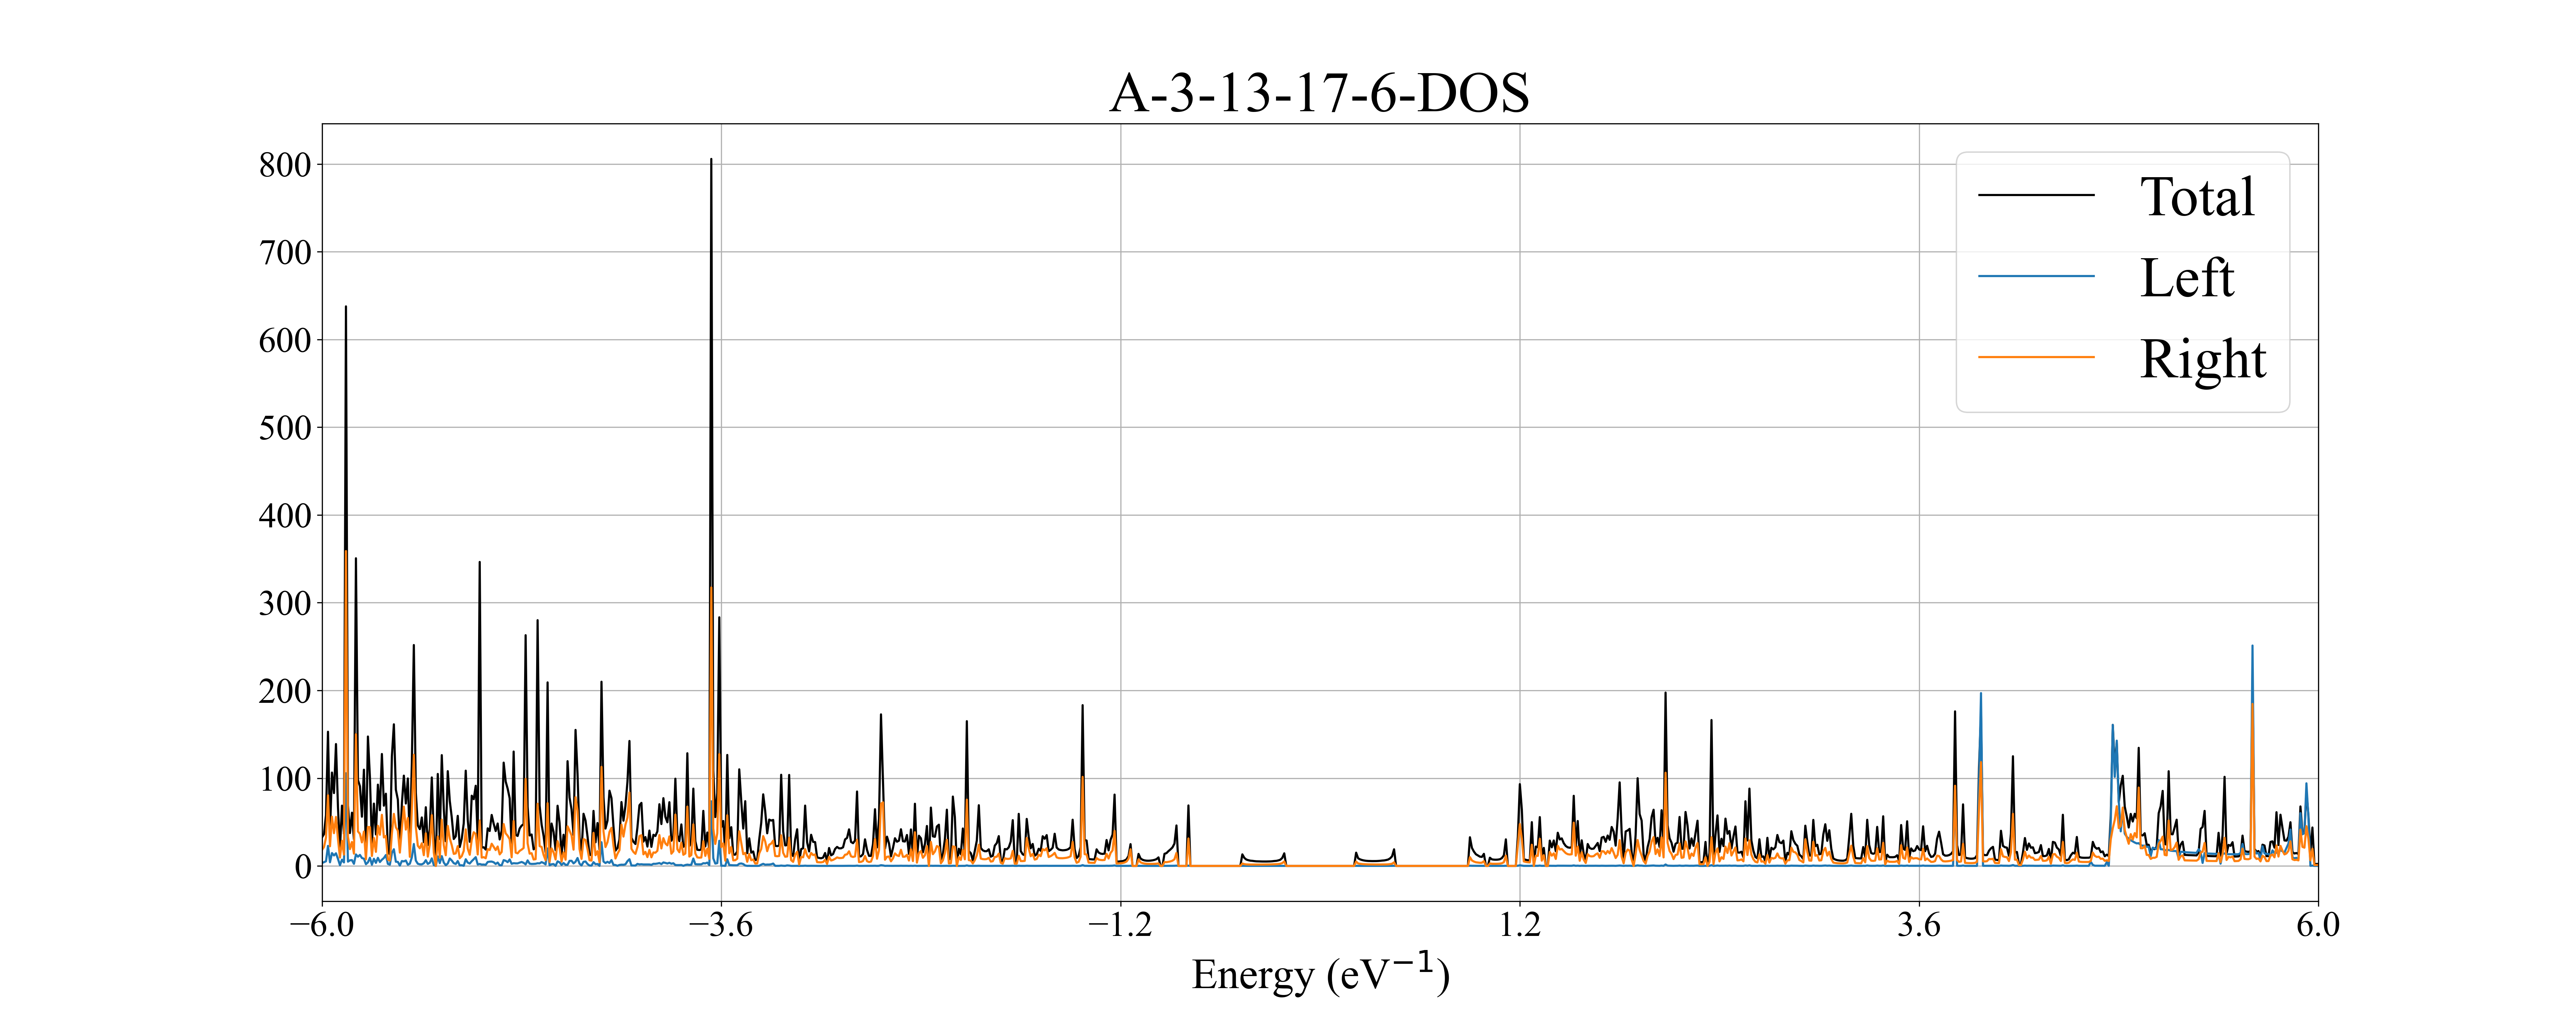 A-3-13-17-6-DOS
800
700
600
500
400
300
200
100
0
Total
Left
Right
−6.0 −3.6 −1.2 1.2 3.6 6.0
Energy (eV⁻¹)